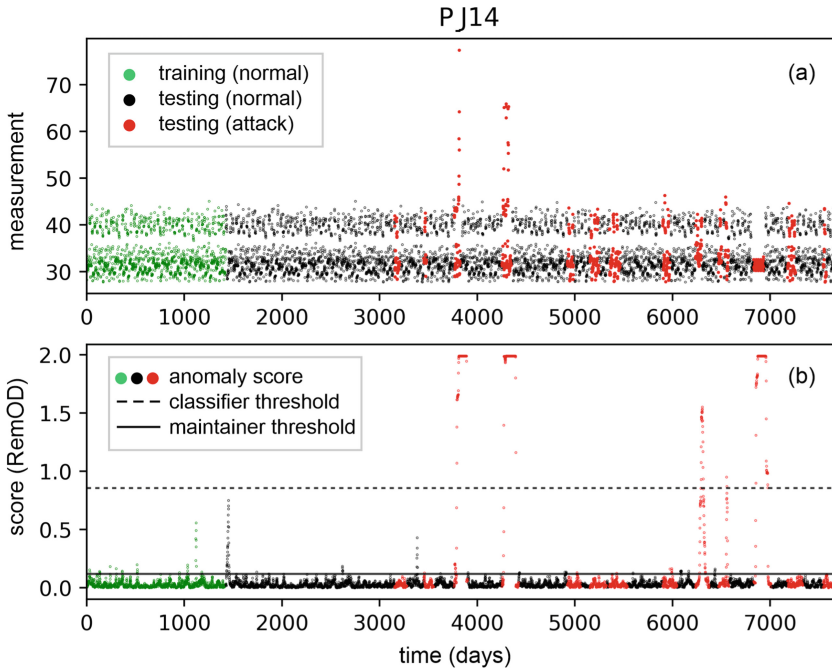 PJ14
(a)
training (normal)
testing (normal)
testing (attack)
measurement
70
60
50
40
30
0 1000 2000 3000 4000 5000 6000 7000
(b)
anomaly score
classifier threshold
maintainer threshold
score (RemOD)
2.0
1.5
1.0
0.5
0.0
0 1000 2000 3000 4000 5000 6000 7000
time (days)